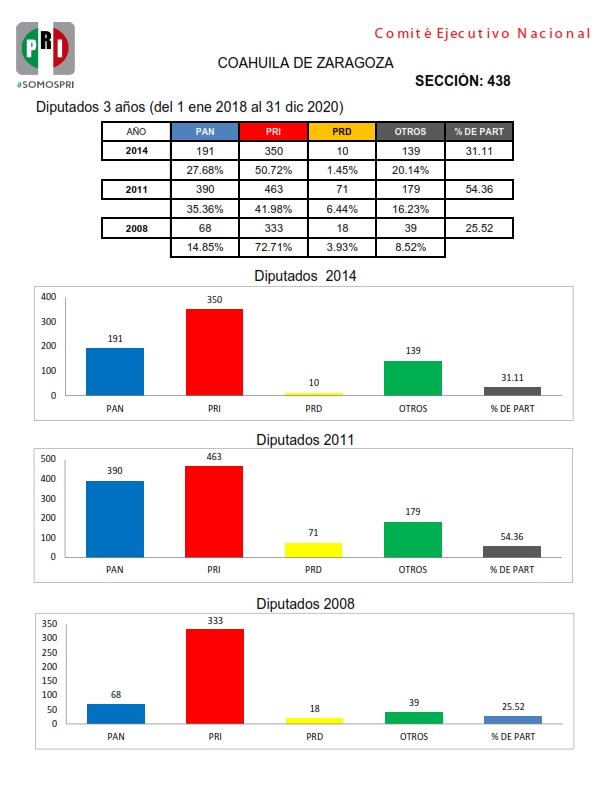 Comité Ejecutivo Nacional
PRI
#SOMOSPRI
COAHUILA DE ZARAGOZA
SECCIÓN: 438
Diputados 3 años (del 1 ene 2018 al 31 dic 2020)
AÑO PAN PRI PRD OTROS % DE PART
2014 191 350 10 139 31.11
27.68% 50.72% 1.45% 20.14%
2011 390 463 71 179 54.36
35.36% 41.98% 6.44% 16.23%
2008 68 333 18 39 25.52
14.85% 72.71% 3.93% 8.52%
Diputados 2014
400
300
200
100
0
191 350 10 139 31.11
PAN PRI PRD OTROS % DE PART
Diputados 2011
500
400
300
200
100
0
390 463 71 179 54.36
PAN PRI PRD OTROS % DE PART
Diputados 2008
350
300
250
200
150
100
50
0
68 333 18 39 25.52
PAN PRI PRD OTROS % DE PART